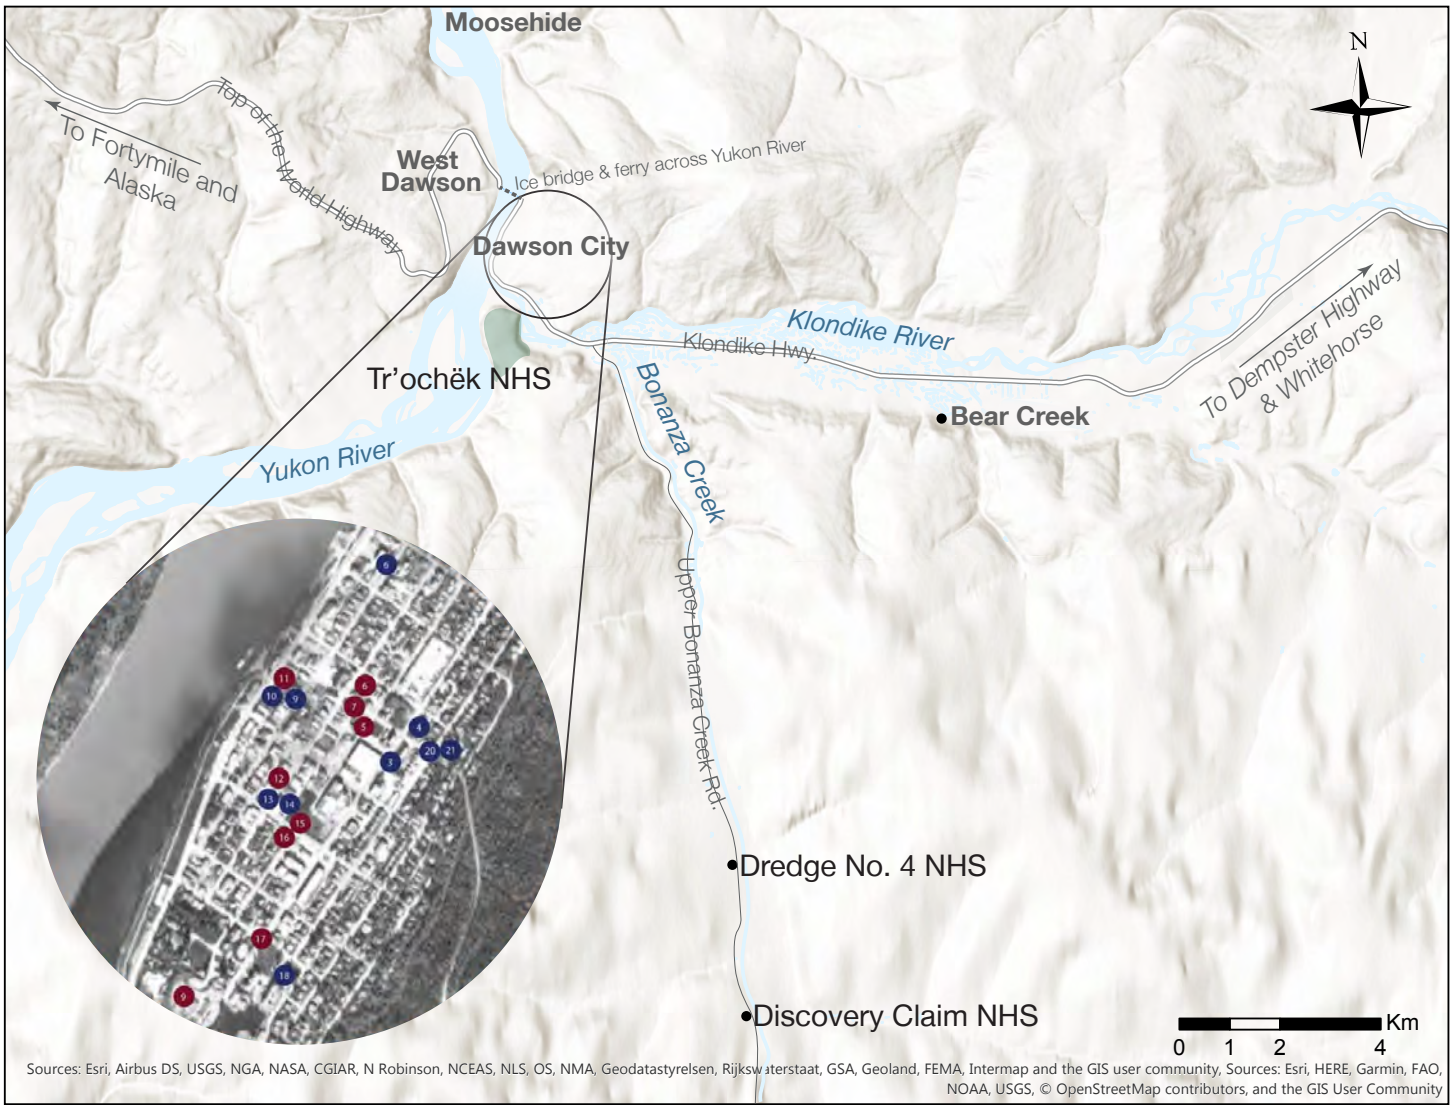 Moosehide
N
Top of the World Highway
To Fortymile and
Alaska
West
Dawson
Ice bridge & ferry across Yukon River
Dawson City
Klondike River
Klondike Hwy.
To Dempster Highway
& Whitehorse
Tr’ochëk NHS
Bonanza Creek
Bear Creek
Yukon River
Upper Bonanza Creek Rd.
6
11
10
9
6
7
5
4
20
21
3
12
13
14
15
16
17
18
9
Dredge No. 4 NHS
Discovery Claim NHS
Km
0 1 2 4
Sources: Esri, Airbus DS, USGS, NGA, NASA, CGIAR, N Robinson, NCEAS, NLS, OS, NMA, Geodatastyrelsen, Rijkswaterstaat, GSA, Geoland, FEMA, Intermap and the GIS user community, Sources: Esri, HERE, Garmin, FAO,
NOAA, USGS, © OpenStreetMap contributors, and the GIS User Community